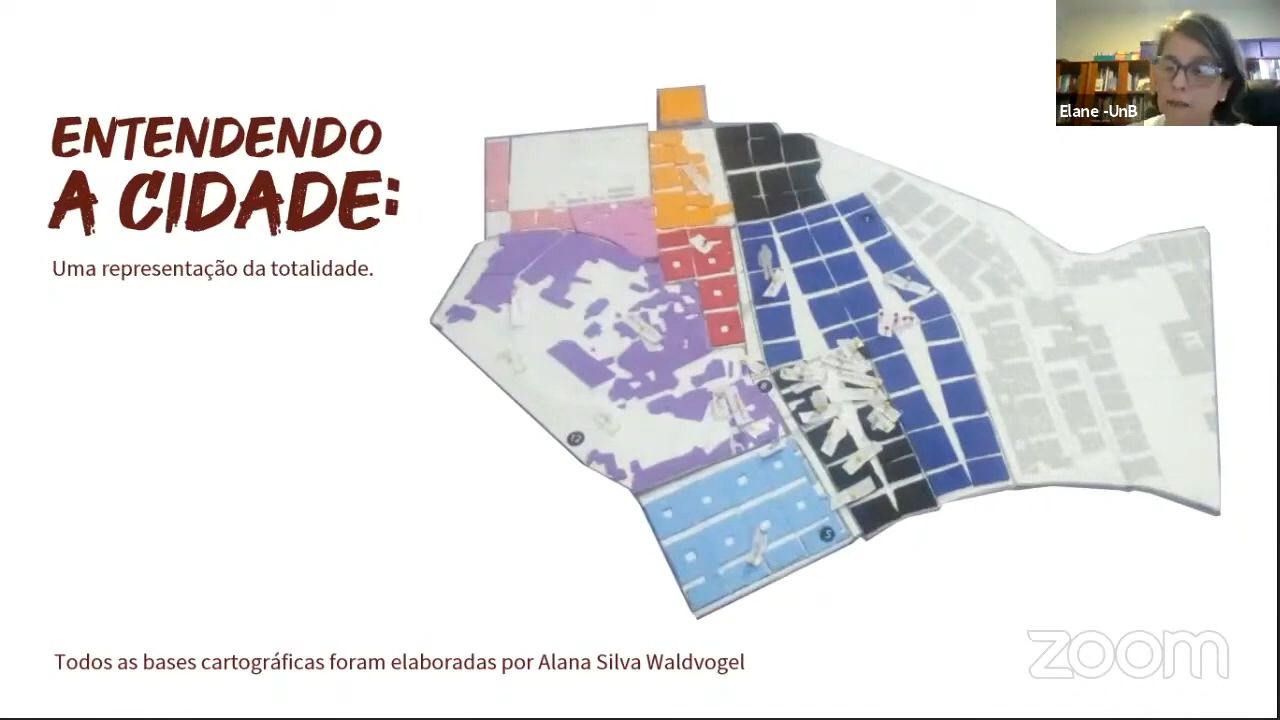 Elane -UnB
ENTENDENDO
A CIDADE:
Uma representação da totalidade.
Todos as bases cartográficas foram elaboradas por Alana Silva Waldvogel
zoom